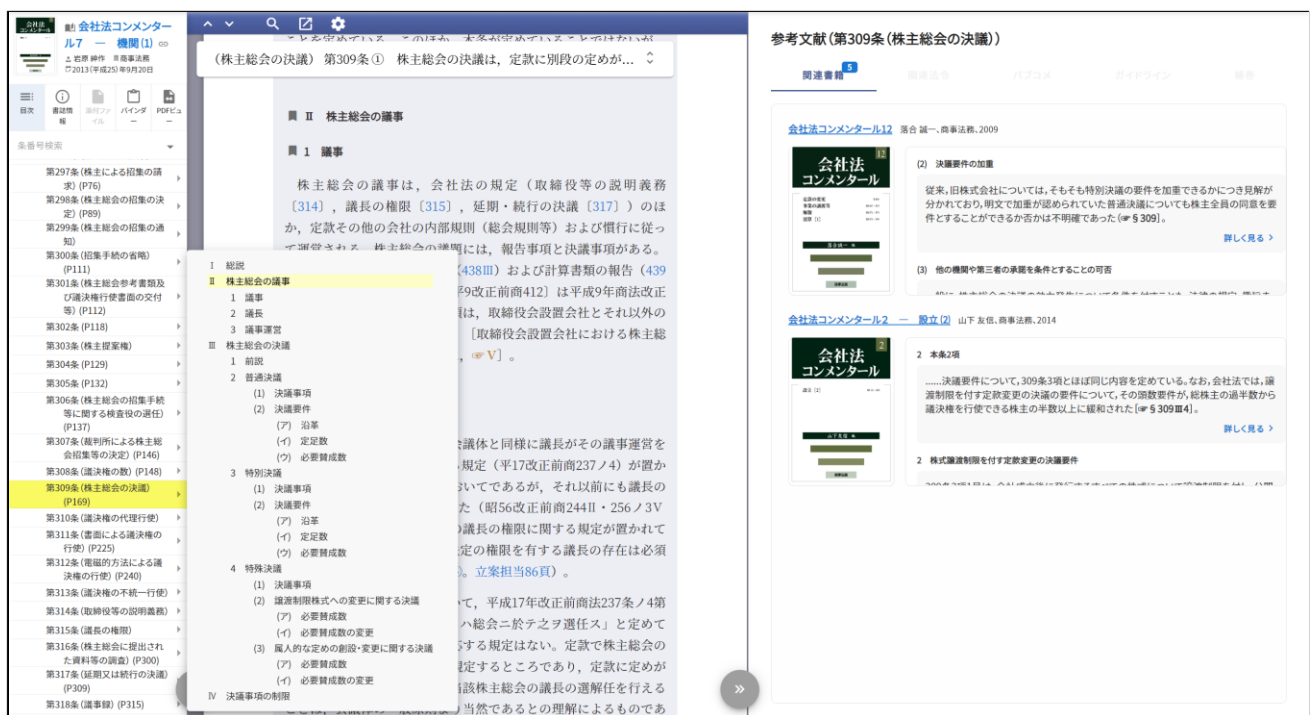 会社法コンメンター
ル7 ― 機関(1)
岩原 紳作 商事法務
2013(平成25)年9月20日
目次
書誌情報
添付ファイル
バインダー
PDFビュー
条番号検索
第297条(株主による招集の請
求) (P76)
第298条(株主総会の招集の決
定) (P89)
第299条(株主総会の招集の通
知)
第300条(招集手続の省略)
(P111)
第301条(株主総会参考書類及
び議決権行使書面の交付
等) (P112)
第302条 (P118)
第303条(株主提案権)
第304条 (P129)
第305条 (P132)
第306条(株主総会の招集手続
等に関する検査役の選任)
(P137)
第307条(裁判所による株主総
会招集等の決定) (P146)
第308条(議決権の数) (P148)
第309条(株主総会の決議)
(P169)
第310条(議決権の代理行使)
第311条(書面による議決権の
行使) (P225)
第312条(電磁的方法による議
決権の行使) (P240)
第313条(議決権の不統一行使)
第314条(取締役等の説明義務)
第315条(議長の権限)
第316条(株主総会に提出され
た資料等の調査) (P300)
第317条(延期又は続行の決議)
(P309)
第318条(議事録) (P315)
(株主総会の決議) 第309条① 株主総会の決議は,定款に別段の定めが...
Ⅱ 株主総会の議事
1 議事
株主総会の議事は,会社法の規定(取締役等の説明義務
〔314〕,議長の権限〔315〕,延期・続行の決議〔317〕)のほ
か,定款その他の会社の内部規則(総会規則等)および慣行に従っ
て運営される。株主総会の議題には,報告事項と決議事項がある。
(438Ⅲ)および計算書類の報告(439
平9改正前商412〕は平成9年商法改正
は,取締役会設置会社とそれ以外の
[取締役会設置会社における株主総
,☞Ⅴ]。
会議体と同様に議長がその議事運営を
規定(平17改正前商237ノ4)が置か
おいてであるが,それ以前にも議長の
た(昭56改正前商244Ⅱ・256ノ3Ⅴ
議長の権限に関する規定が置かれて
定の権限を有する議長の存在は必須
。立案担当86頁)。
て,平成17年改正前商法237条ノ4第
ハ総会ニ於テ之ヲ選任ス」と定めて
する規定はない。定款で株主総会の
規定するところであり,定款に定めが
当該株主総会の議長の選解任を行える
当然であるとの理解によるものであ
Ⅰ 総説
Ⅱ 株主総会の議事
1 議事
2 議長
3 議事運営
Ⅲ 株主総会の決議
1 前説
2 普通決議
(1) 決議事項
(2) 決議要件
(ア) 沿革
(イ) 定足数
(ウ) 必要賛成数
3 特別決議
(1) 決議事項
(2) 決議要件
(ア) 沿革
(イ) 定足数
(ウ) 必要賛成数
4 特殊決議
(1) 決議事項
(2) 譲渡制限株式への変更に関する決議
(ア) 必要賛成数
(イ) 必要賛成数の変更
(3) 属人的な定めの創設・変更に関する決議
(ア) 必要賛成数
(イ) 必要賛成数の変更
Ⅳ 決議事項の制限
参考文献(第309条(株主総会の決議))
関連書籍 5
関連法令
パブコメ
ガイドライン
雑誌
会社法コンメンタール12 落合 誠一、商事法務、2009
会社法
コンメンタール
12
(2) 決議要件の加重
従来,旧株式会社については,そもそも特別決議の要件を加重できるかにつき見解が
分かれており,明文で加重が認められていた普通決議についても株主全員の同意を要
件とすることができるか否かは不明確であった(☞§309)。
詳しく見る >
(3) 他の機関や第三者の承認を条件とすることの可否
会社法コンメンタール2 ― 設立(2) 山下 友信、商事法務、2014
会社法
コンメンタール
2
2 本条2項
......決議要件について,309条3項とほぼ同じ内容を定めている。なお,会社法では,譲
渡制限を付す定款変更の決議の要件について,その頭数要件が,総株主の過半数から
議決権を行使できる株主の半数以上に緩和された[☞§309Ⅲ4]。
詳しく見る >
2 株式譲渡制限を付す定款変更の決議要件